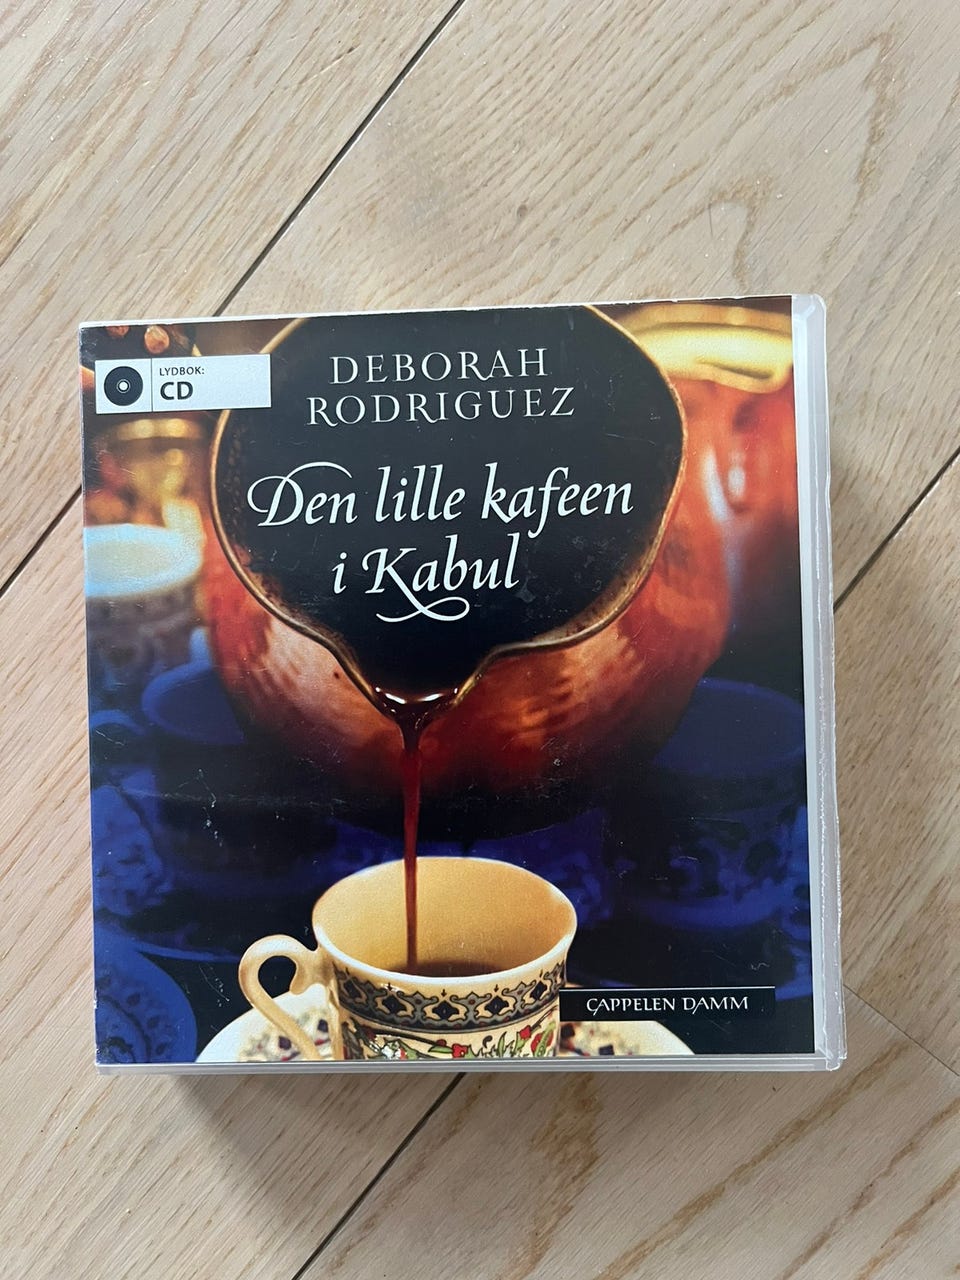 LYDBOK:
CD
DEBORAH
RODRIGUEZ
Den lille kafeen
i Kabul
CAPPELEN DAMM